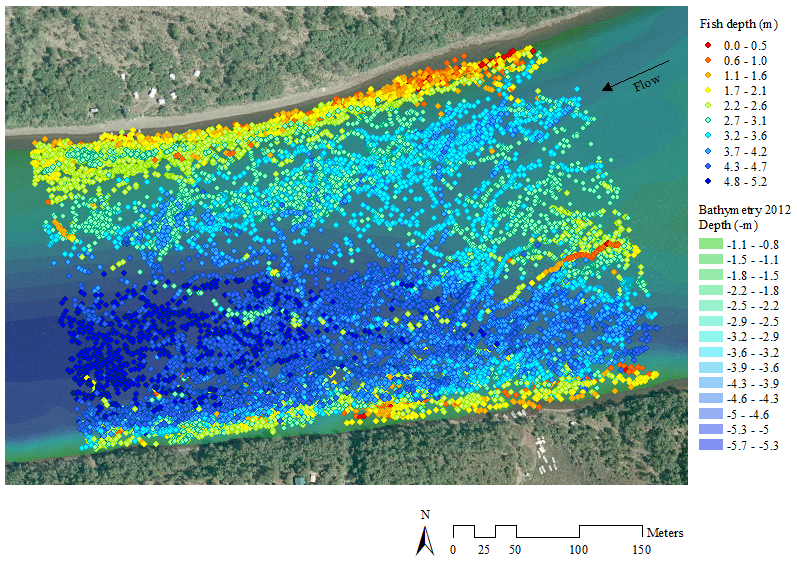 Fish depth (m)
0.0 - 0.5
0.6 - 1.0
1.1 - 1.6
1.7 - 2.1
2.2 - 2.6
2.7 - 3.1
3.2 - 3.6
3.7 - 4.2
4.3 - 4.7
4.8 - 5.2
Flow
Bathymetry 2012
Depth (-m)
-1.1 - -0.8
-1.5 - -1.1
-1.8 - -1.5
-2.2 - -1.8
-2.5 - -2.2
-2.9 - -2.5
-3.2 - -2.9
-3.6 - -3.2
-3.9 - -3.6
-4.3 - -3.9
-4.6 - -4.3
-5 - -4.6
-5.3 - -5
-5.7 - -5.3
N
Meters
0 25 50 100 150